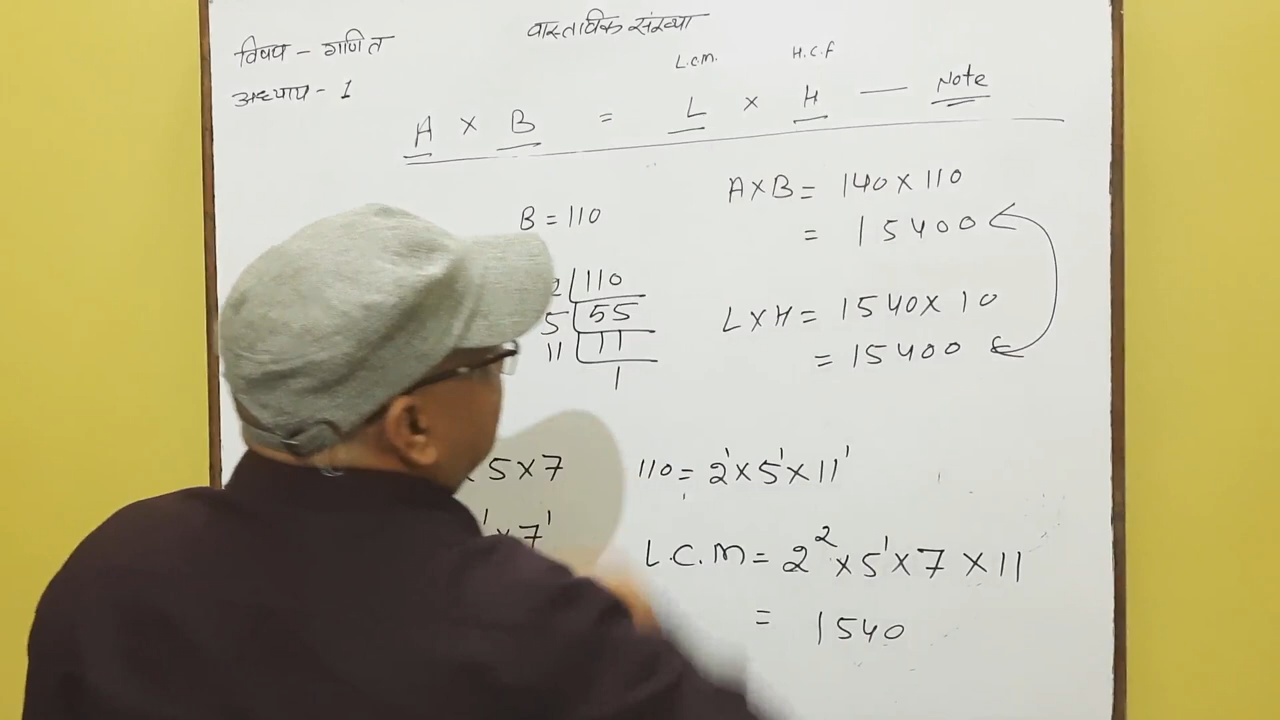 वास्तविक संख्या
विषय - गणित
अध्याय - 1
L.C.M. H.C.F
A × B = L × H — Note
B = 110
A×B = 140 × 110
= 15400
2 110
5 55
11 11
1
L×H = 1540 × 10
= 15400
5×7
110 = 2¹×5¹×11¹
×7¹
L.C.M = 2²×5¹×7×11
= 1540